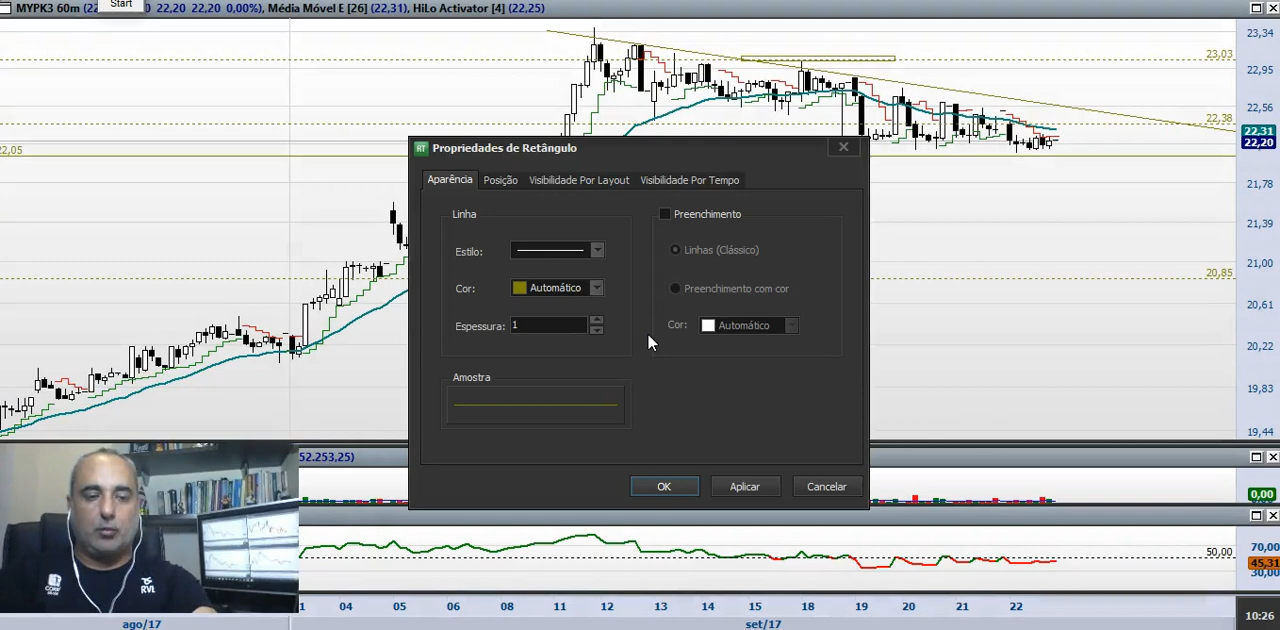 Start
MYPK3 60m (22,20 22,20 0,00%), Média Móvel E [26] (22,31), HiLo Activator [4] (22,25)
23,34
23,03
22,95
22,56
22,38
22,31
22,20
22,05
21,78
21,39
21,00
20,85
20,61
20,22
19,83
19,44
Propriedades de Retângulo
Aparência Posição Visibilidade Por Layout Visibilidade Por Tempo
Linha
Estilo:
Cor: Automático
Espessura: 1
Amostra
Preenchimento
Linhas (Clássico)
Preenchimento com cor
Cor: Automático
OK Aplicar Cancelar
52.253,25)
0,00
70,00
50,00
45,31
30,00
1 04 05 06 08 11 12 13 14 15 18 19 20 21 22
ago/17 set/17
10:26
RVL